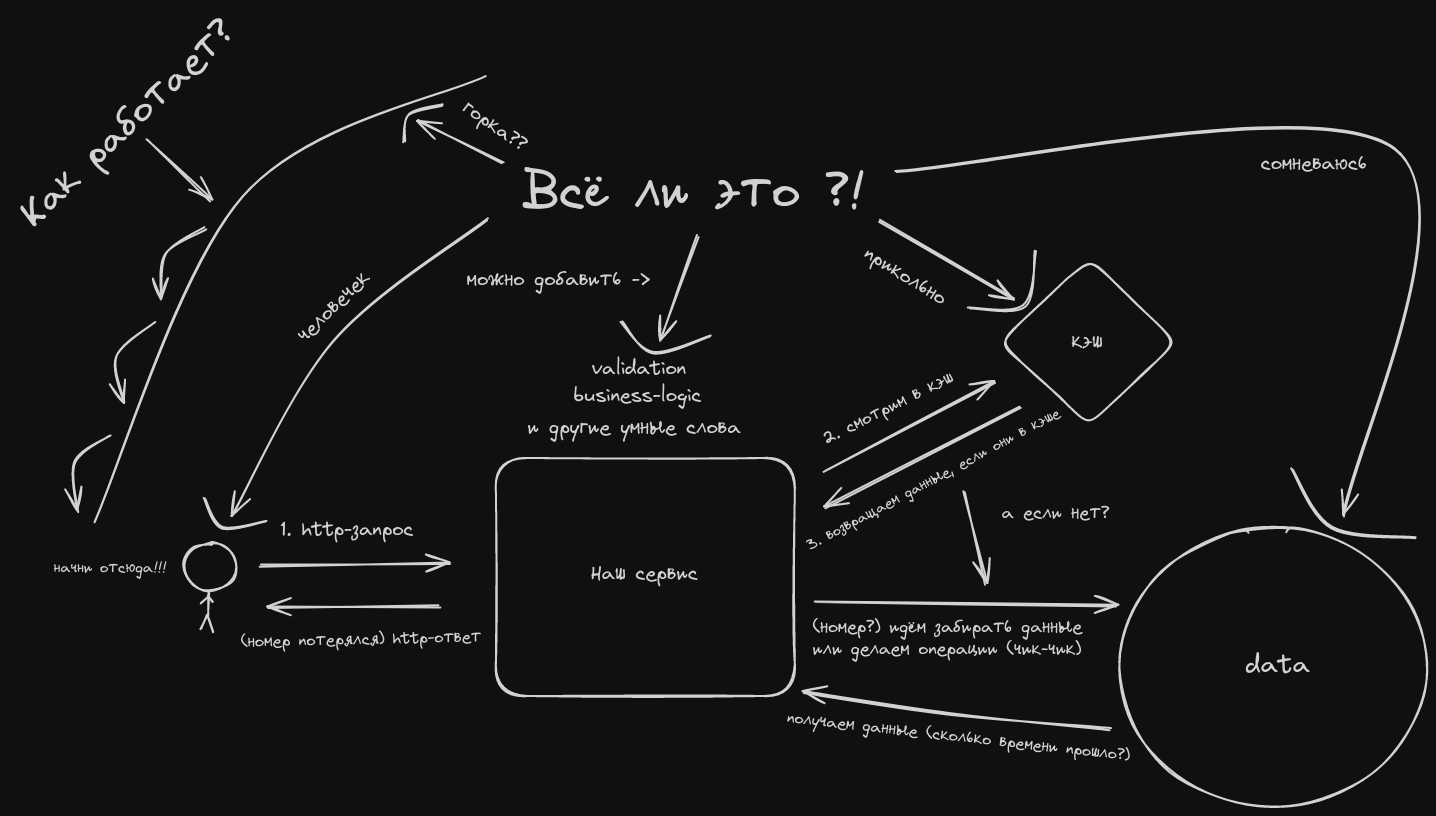 Как работает?
горка??
Всё ли это ?!
сомневаюсь
можно добавить ->
прикольно
человечек
кэш
validation
business-logic
и другие умные слова
2. смотрим в кэш
3. возвращаем данные, если они в кэше
а если нет?
начни отсюда!!!
1. http-запрос
(номер потерялся) http-ответ
Наш сервис
(номер?) идём забирать данные
или делаем операции (чик-чик)
data
получаем данные (сколько времени прошло?)